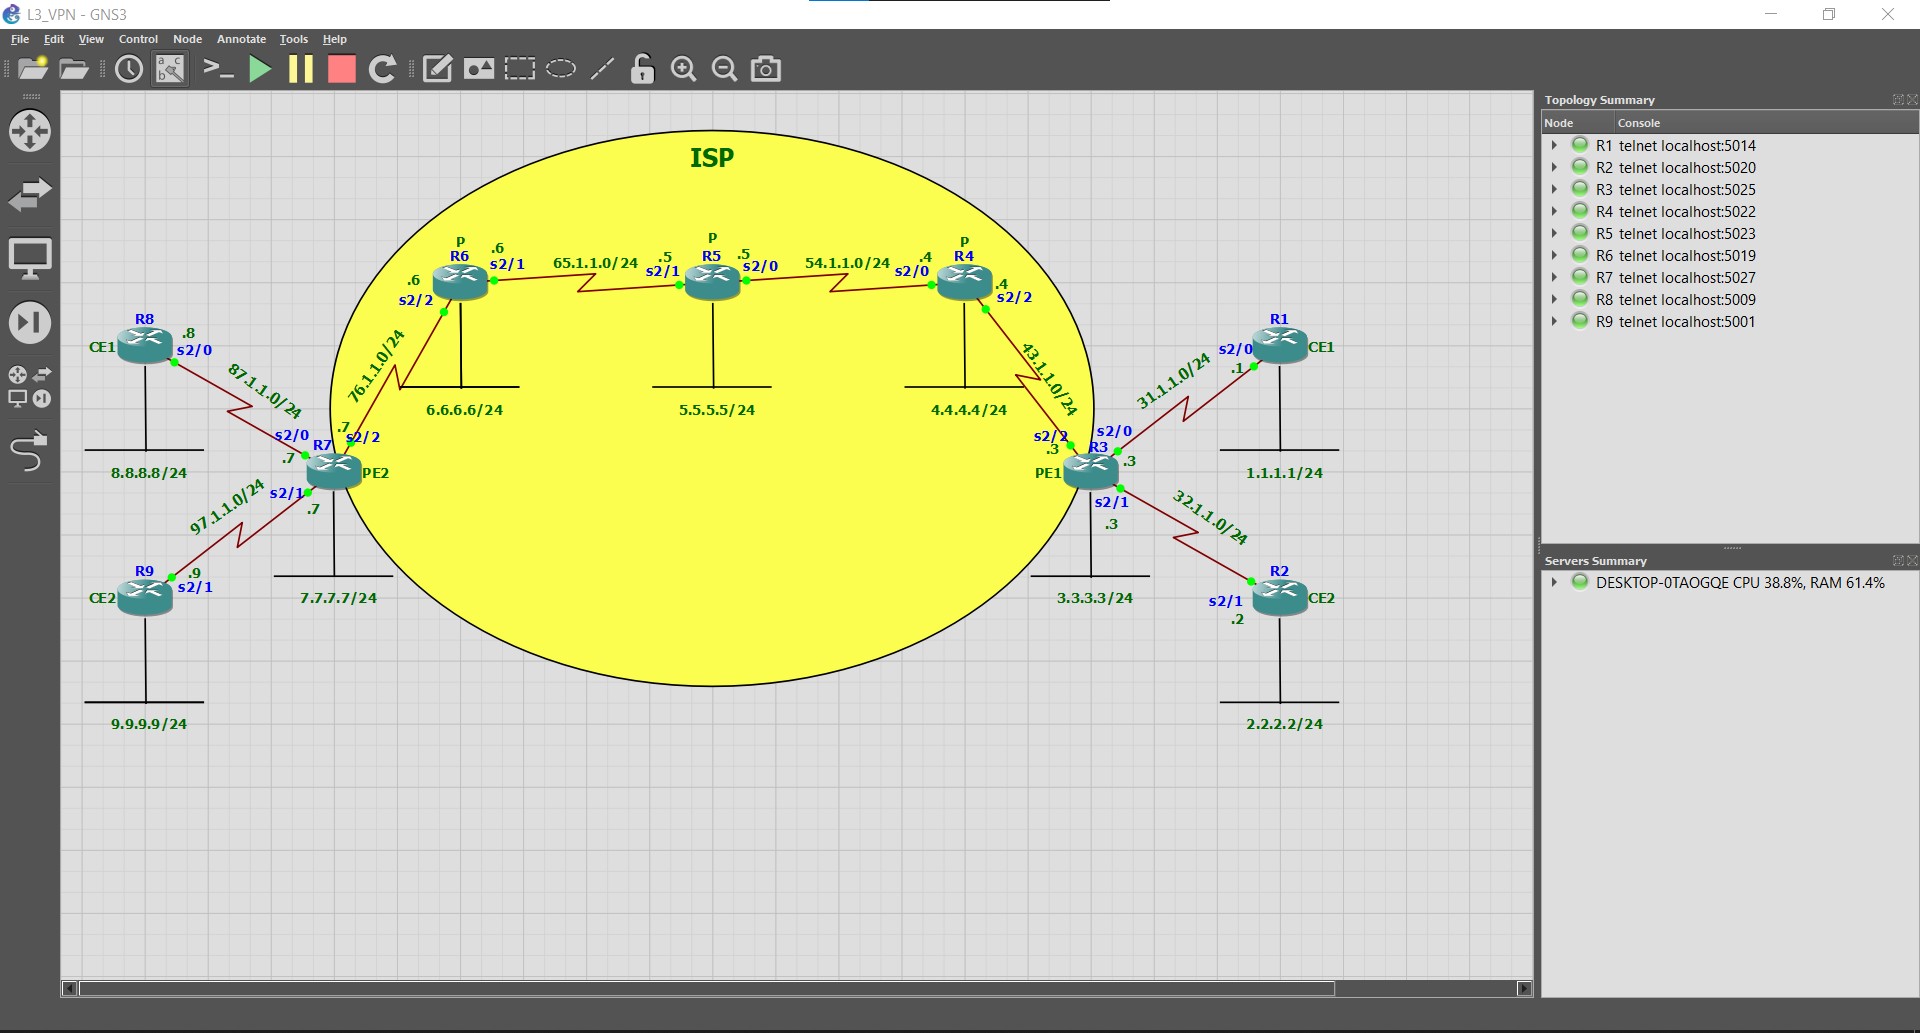 L3_VPN - GNS3
File Edit View Control Node Annotate Tools Help
Topology Summary
Node Console
R1 telnet localhost:5014
R2 telnet localhost:5020
R3 telnet localhost:5025
R4 telnet localhost:5022
R5 telnet localhost:5023
R6 telnet localhost:5019
R7 telnet localhost:5027
R8 telnet localhost:5009
R9 telnet localhost:5001
Servers Summary
DESKTOP-0TAOGQE CPU 38.8%, RAM 61.4%
ISP
P
R6
.6
s2/1
.6
s2/2
65.1.1.0/24
P
R5
.5
s2/1
.5
s2/0
54.1.1.0/24
P
R4
.4
s2/0
.4
s2/2
6.6.6.6/24
5.5.5.5/24
4.4.4.4/24
76.1.1.0/24
43.1.1.0/24
R8
CE1
.8
s2/0
87.1.1.0/24
8.8.8.8/24
s2/0
.7
R7
.7
s2/2
PE2
s2/1
.7
97.1.1.0/24
7.7.7.7/24
R9
CE2
.9
s2/1
9.9.9.9/24
s2/2
.3
R3
s2/0
.3
PE1
s2/1
.3
3.3.3.3/24
31.1.1.0/24
R1
s2/0
.1
CE1
1.1.1.1/24
32.1.1.0/24
R2
s2/1
.2
CE2
2.2.2.2/24